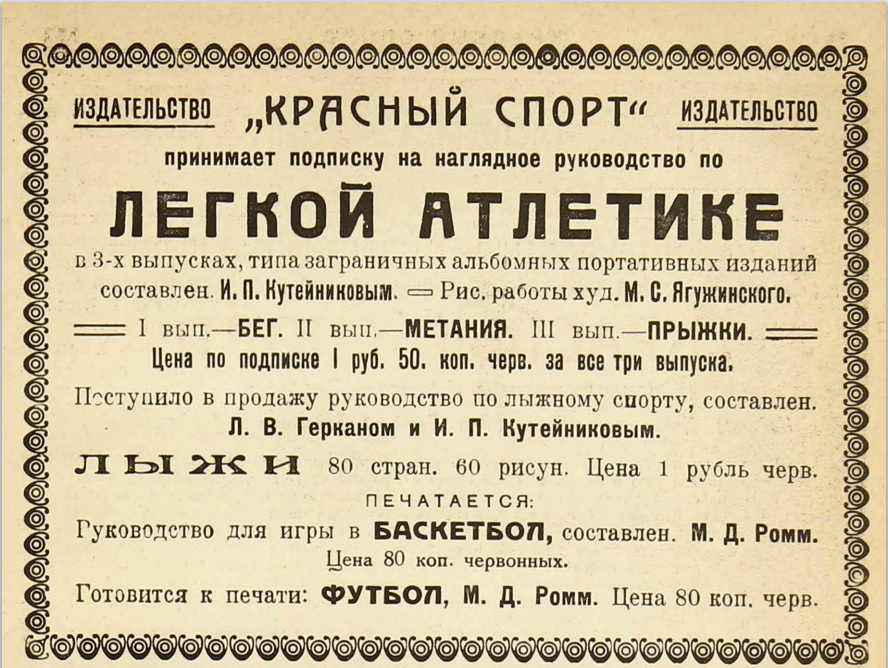 ИЗДАТЕЛЬСТВО „КРАСНЫЙ СПОРТ“ ИЗДАТЕЛЬСТВО
принимает подписку на наглядное руководство по
ЛЕГКОЙ АТЛЕТИКЕ
в 3-х выпусках, типа заграничных альбомных портативных изданий
составлен. И. П. Кутейниковым. Рис. работы худ. М. С. Ягужинского.
I вып.—БЕГ. II вып.—МЕТАНИЯ. III вып.—ПРЫЖКИ.
Цена по подписке 1 руб. 50. коп. черв. за все три выпуска.
Поступило в продажу руководство по лыжному спорту, составлен.
Л. В. Герканом и И. П. Кутейниковым.
ЛЫЖИ 80 стран. 60 рисун. Цена 1 рубль черв.
ПЕЧАТАЕТСЯ:
Руководство для игры в БАСКЕТБОЛ, составлен. М. Д. Ромм.
Цена 80 коп. червонных.
Готовится к печати: ФУТБОЛ, М. Д. Ромм. Цена 80 коп. черв.